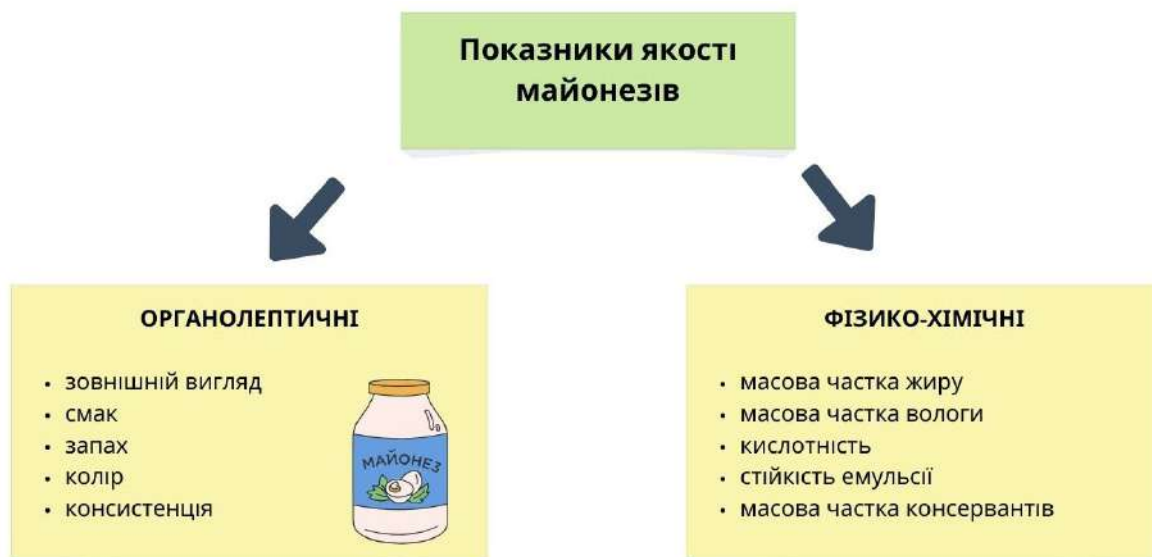 Показники якості
майонезів
ОРГАНОЛЕПТИЧНІ
• зовнішній вигляд
• смак
• запах
• колір
• консистенція
МАЙОНЕЗ
ФІЗИКО-ХІМІЧНІ
• масова частка жиру
• масова частка вологи
• кислотність
• стійкість емульсії
• масова частка консервантів